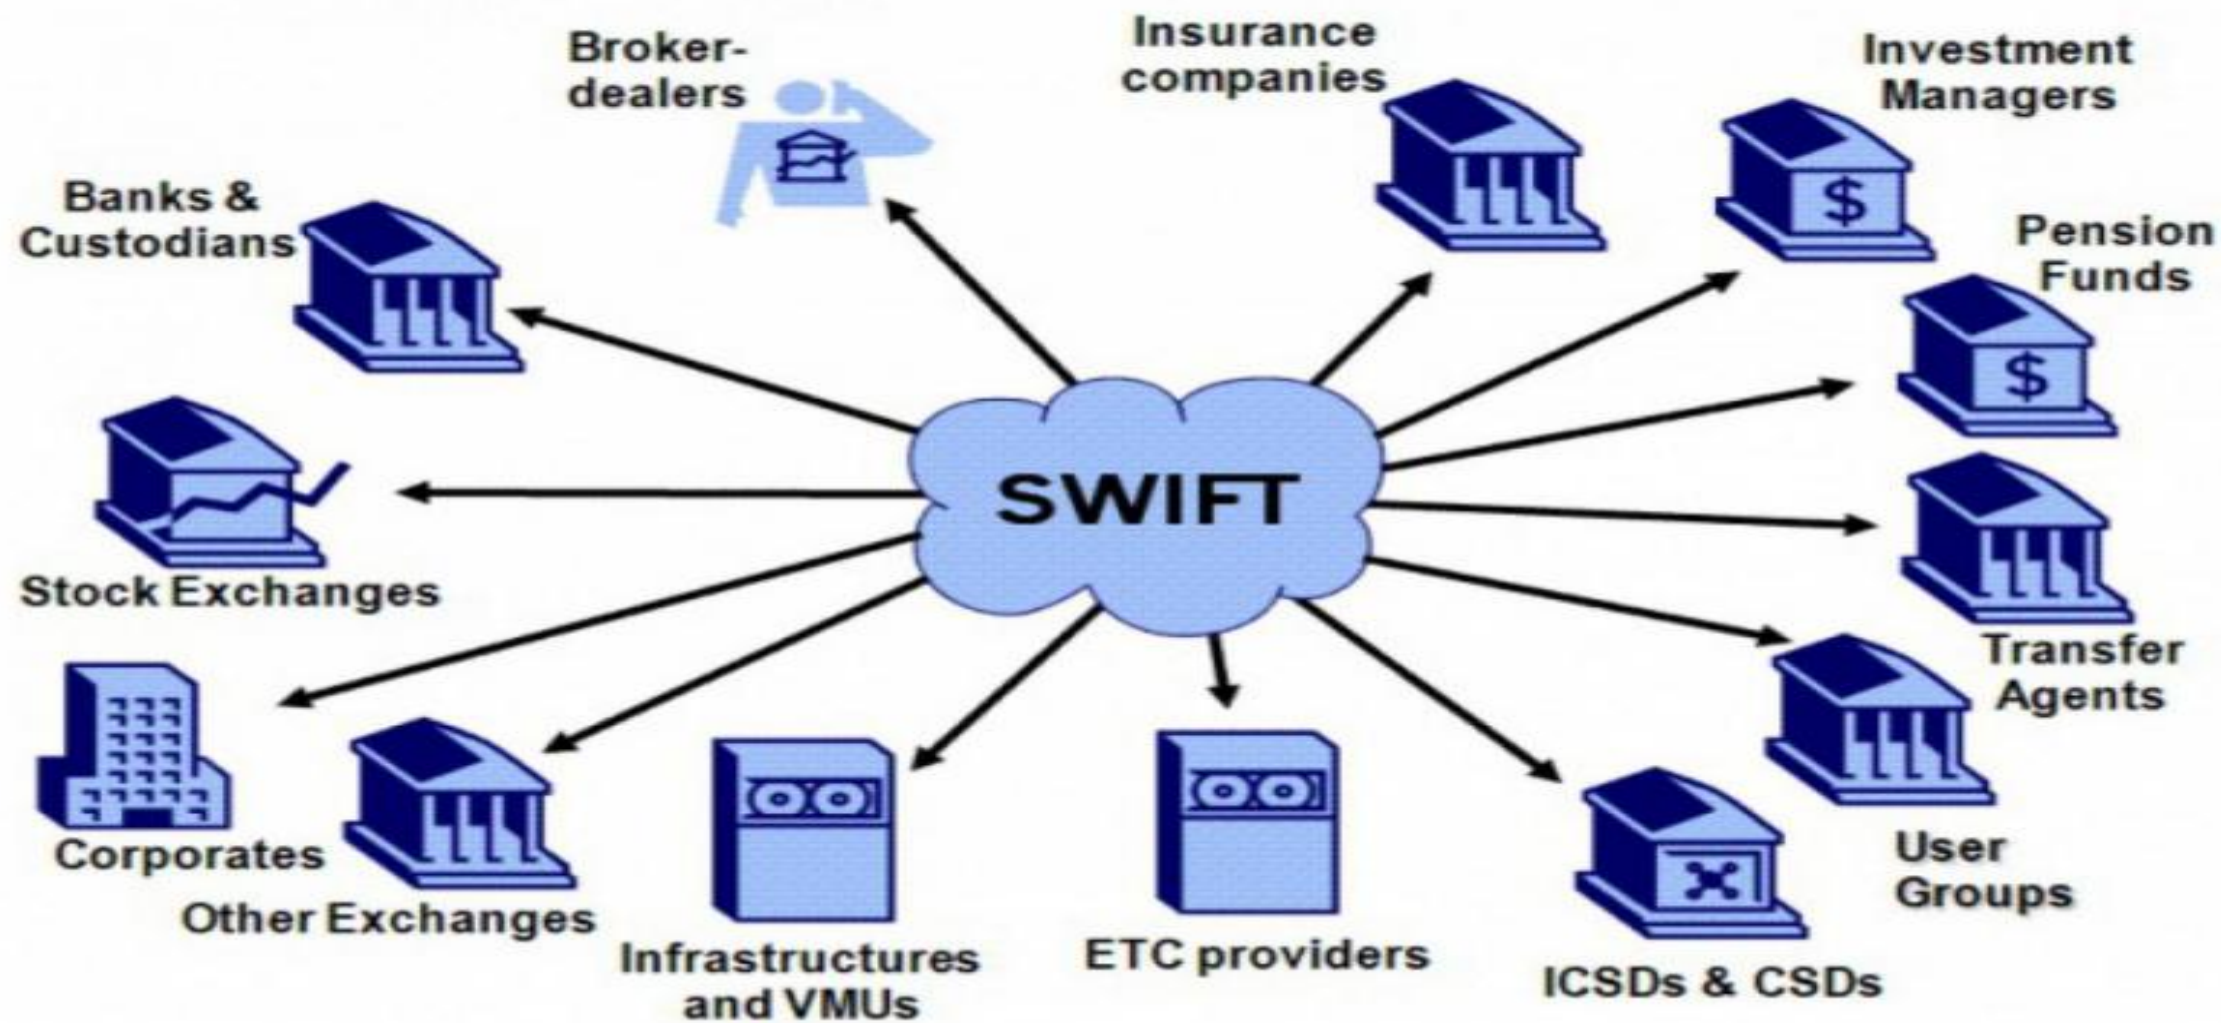 Broker-
dealers
Insurance
companies
Investment
Managers
Banks &
Custodians
Pension
Funds
$
$
SWIFT
Stock Exchanges
Transfer
Agents
Corporates
Other Exchanges
User
Groups
Infrastructures
and VMUs
ETC providers
ICSDs & CSDs